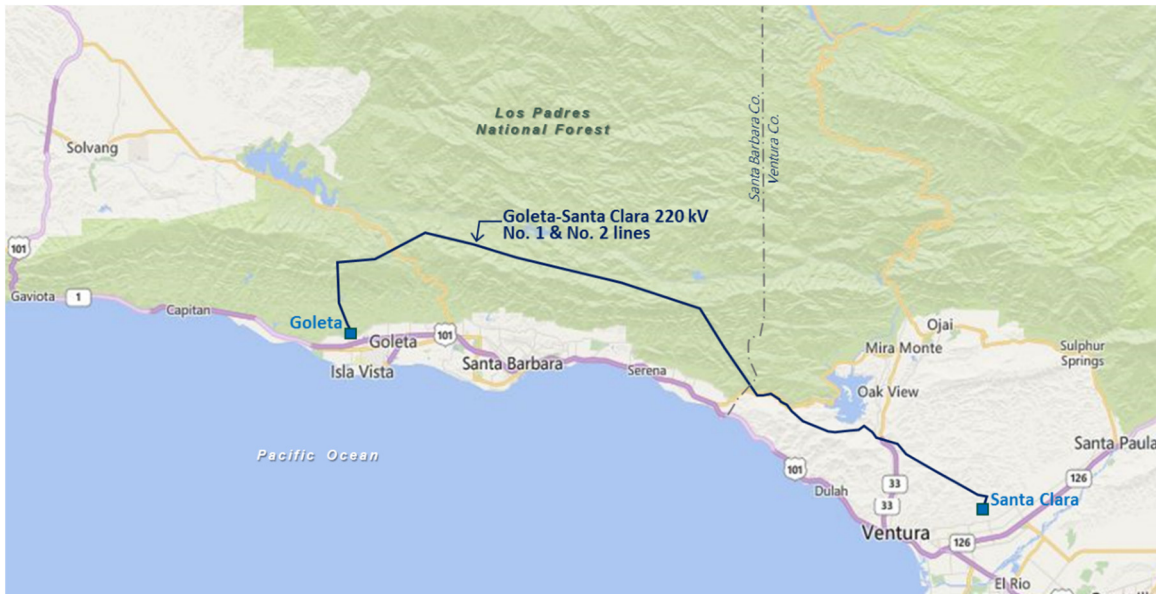 Los Padres
National Forest
Santa Barbara Co.
Ventura Co.
Solvang
Goleta-Santa Clara 220 kV
No. 1 & No. 2 lines
101
Gaviota
1
Capitan
Goleta
Goleta
101
Isla Vista
Santa Barbara
Serena
Ojai
Mira Monte
Sulphur
Springs
Oak View
Santa Paula
Pacific Ocean
101
126
Dulah
33
33
Santa Clara
Ventura
126
El Rio